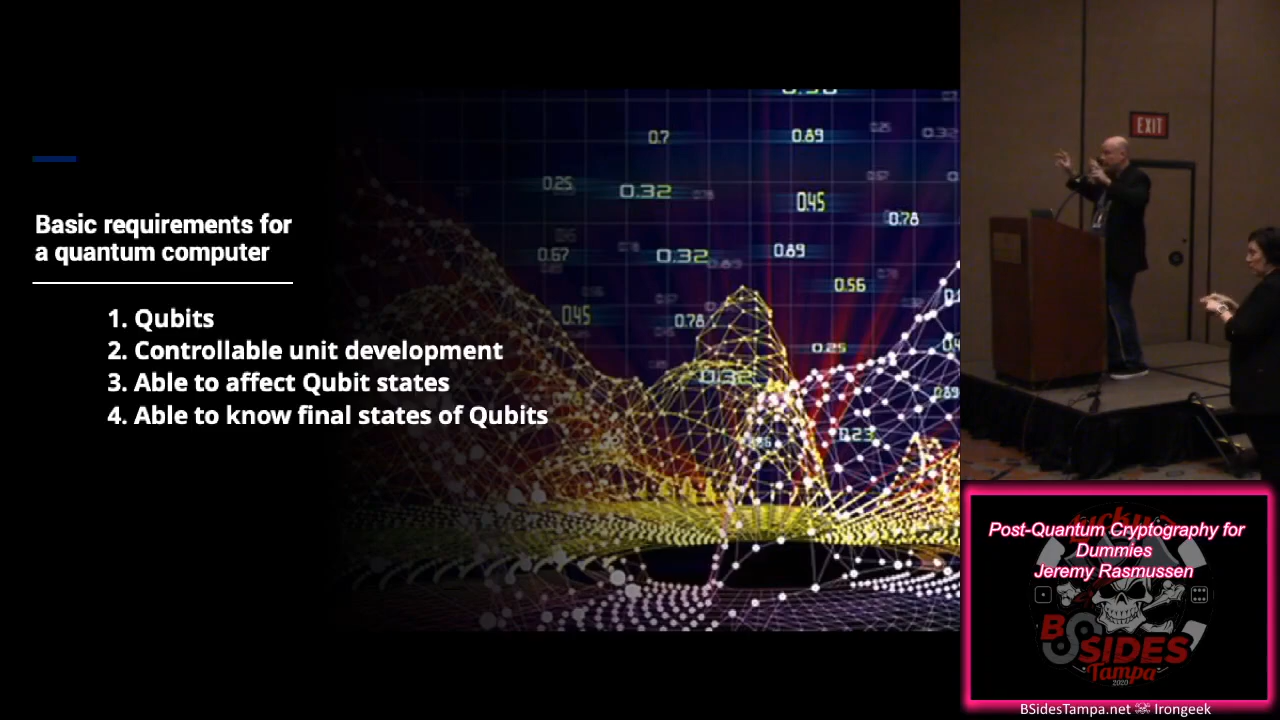 Basic requirements for
a quantum computer
1. Qubits
2. Controllable unit development
3. Able to affect Qubit states
4. Able to know final states of Qubits
0.7
0.89
0.25
0.32
0.45
0.78
0.67
0.32
0.89
0.56
0.45
0.78
0.25
0.32
0.23
EXIT
Post-Quantum Cryptography for
Dummies
Jeremy Rasmussen
BSIDES
Tampa
2020
BSidesTampa.net Irongeek